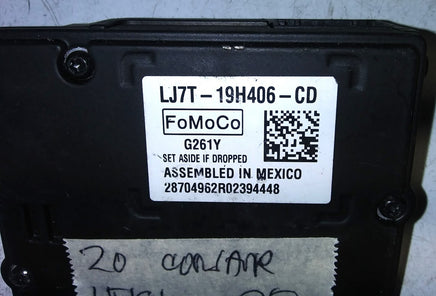 LJ7T-19H406-CD
FoMoCo
G261Y
SET ASIDE IF DROPPED
ASSEMBLED IN MEXICO
28704962R02394448
20 CORSAIR